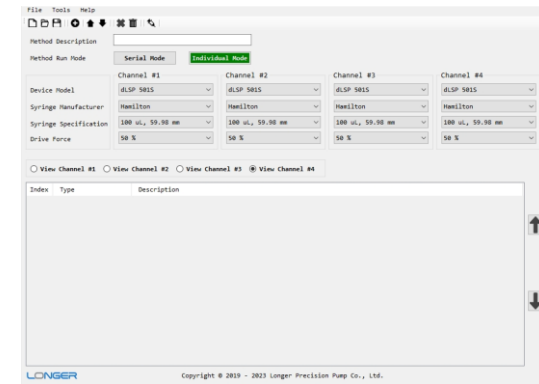 File Tools Help
Method Description
Method Run Mode Serial Mode Individual Mode
Channel #1 Channel #2 Channel #3 Channel #4
Device Model dLSP 501S dLSP 501S dLSP 501S dLSP 501S
Syringe Manufacturer Hamilton Hamilton Hamilton Hamilton
Syringe Specification 100 uL, 59.98 mm 100 uL, 59.98 mm 100 uL, 59.98 mm 100 uL, 59.98 mm
Drive Force 50 % 50 % 50 % 50 %
View Channel #1 View Channel #2 View Channel #3 View Channel #4
Index Type Description
LONGER Copyright © 2019 - 2023 Longer Precision Pump Co., Ltd.